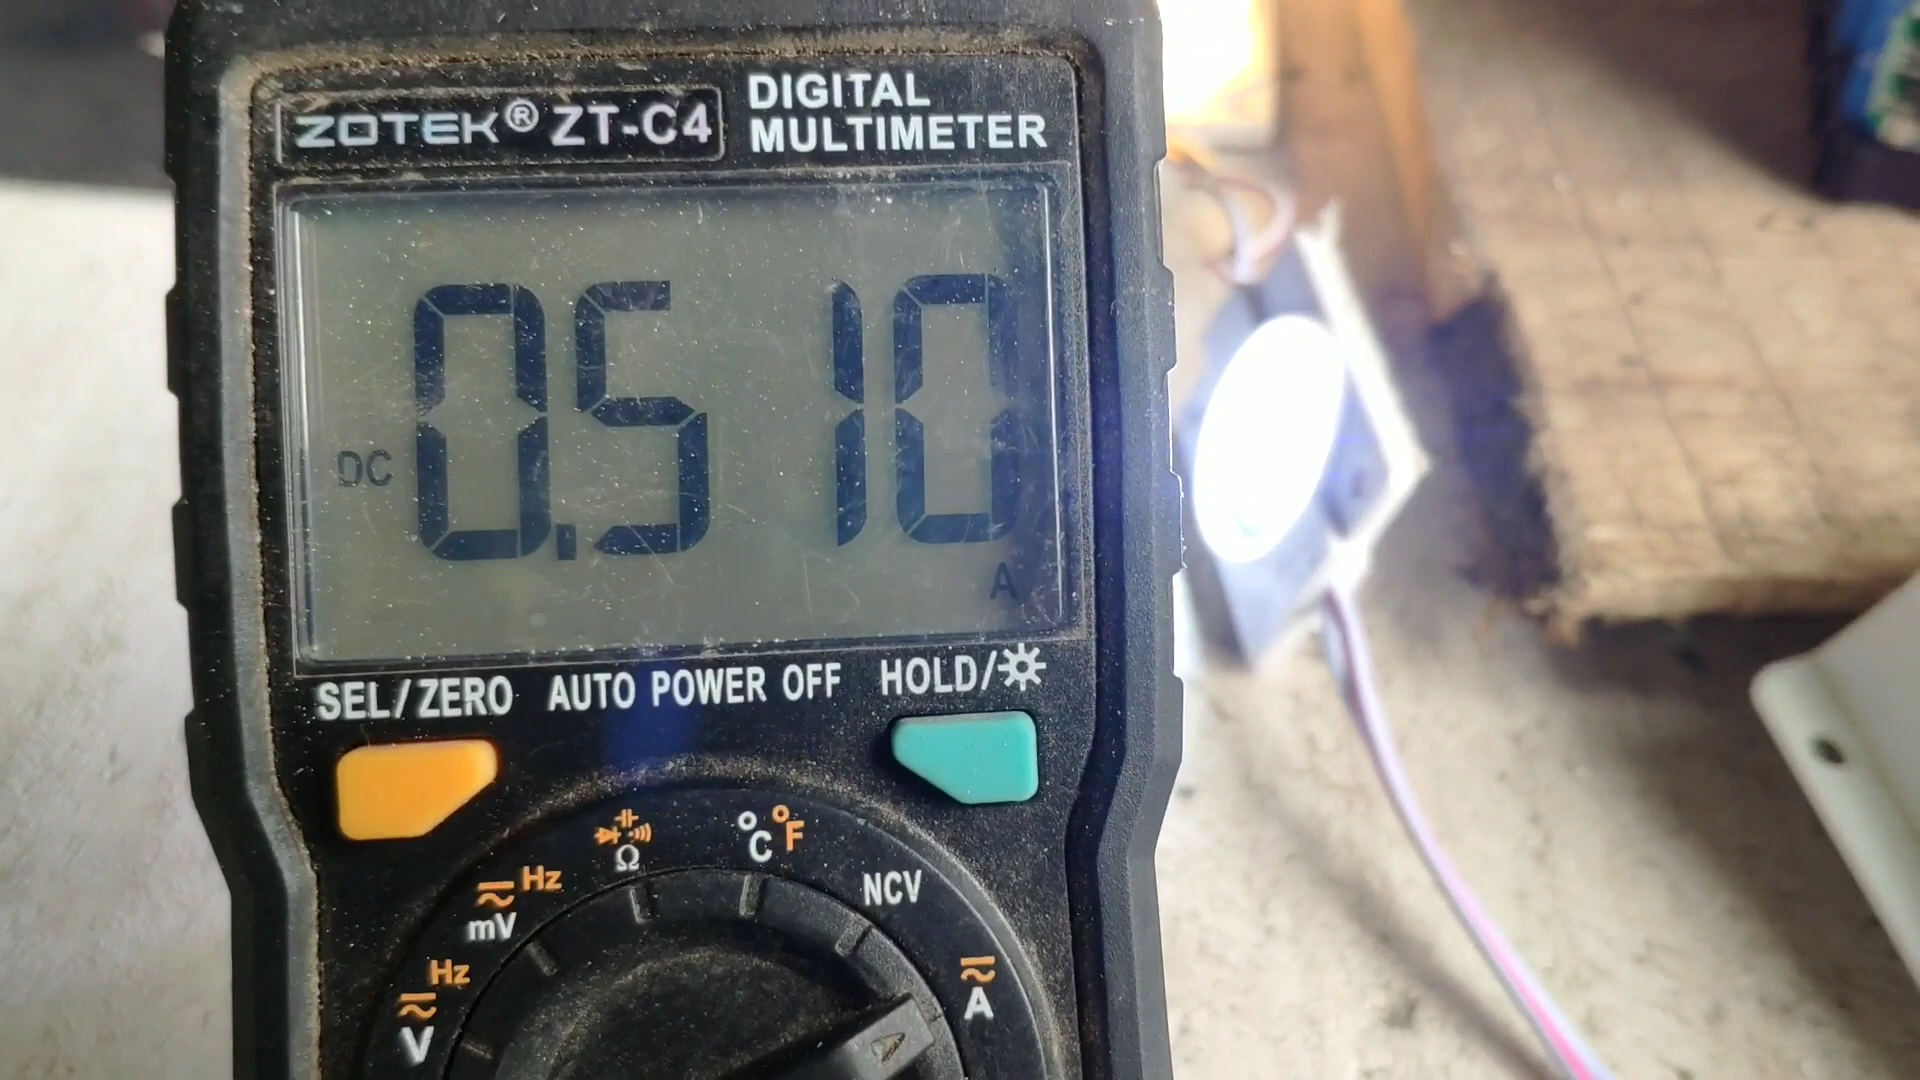 ZOTEK® ZT-C4
DIGITAL
MULTIMETER
DC 0.510
A
SEL/ZERO AUTO POWER OFF HOLD/☼
Ω
°C °F
NCV
Hz
mV
Hz
V
A